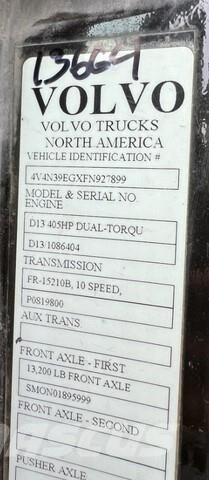 13664
VOLVO
VOLVO TRUCKS
NORTH AMERICA
VEHICLE IDENTIFICATION #
4V4N39EGXFN927899
MODEL & SERIAL NO.
ENGINE
D13 405HP DUAL-TORQU
D13/1086404
TRANSMISSION
FR-15210B, 10 SPEED,
P0819800
AUX TRANS.
FRONT AXLE - FIRST
13,200 LB FRONT AXLE
SMON01895999
FRONT AXLE - SECOND
PUSHER AXLE